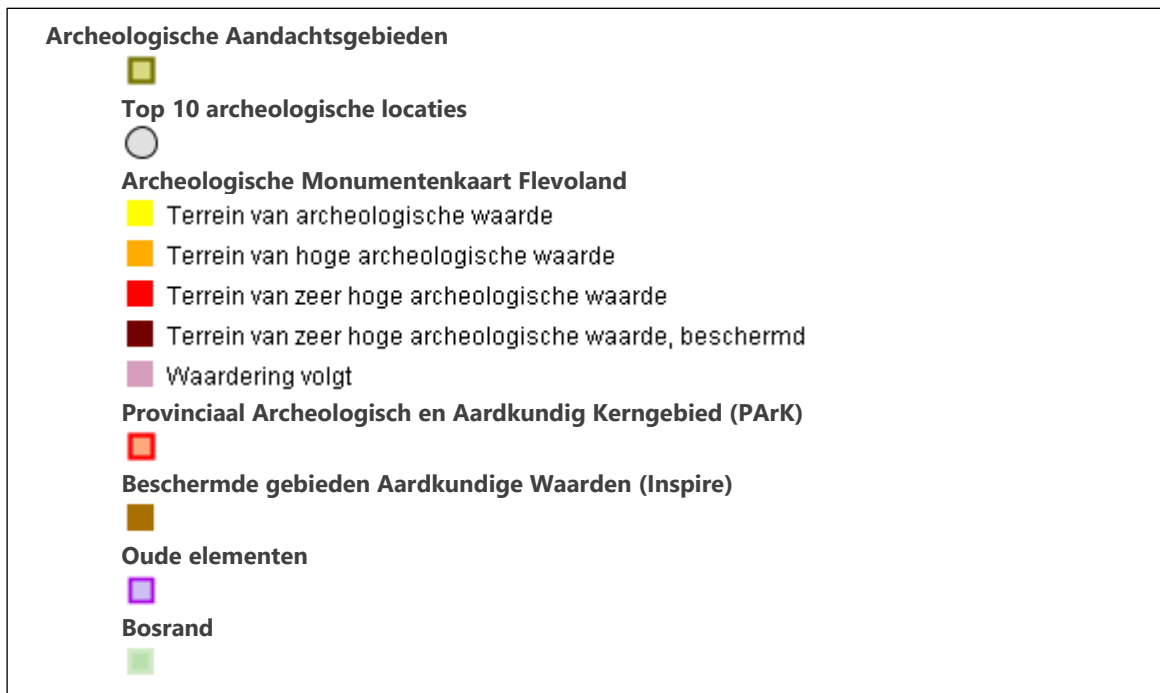 Archeologische Aandachtsgebieden
Top 10 archeologische locaties
Archeologische Monumentenkaart Flevoland
Terrein van archeologische waarde
Terrein van hoge archeologische waarde
Terrein van zeer hoge archeologische waarde
Terrein van zeer hoge archeologische waarde, beschermd
Waardering volgt
Provinciaal Archeologisch en Aardkundig Kerngebied (PArK)
Beschermde gebieden Aardkundige Waarden (Inspire)
Oude elementen
Bosrand